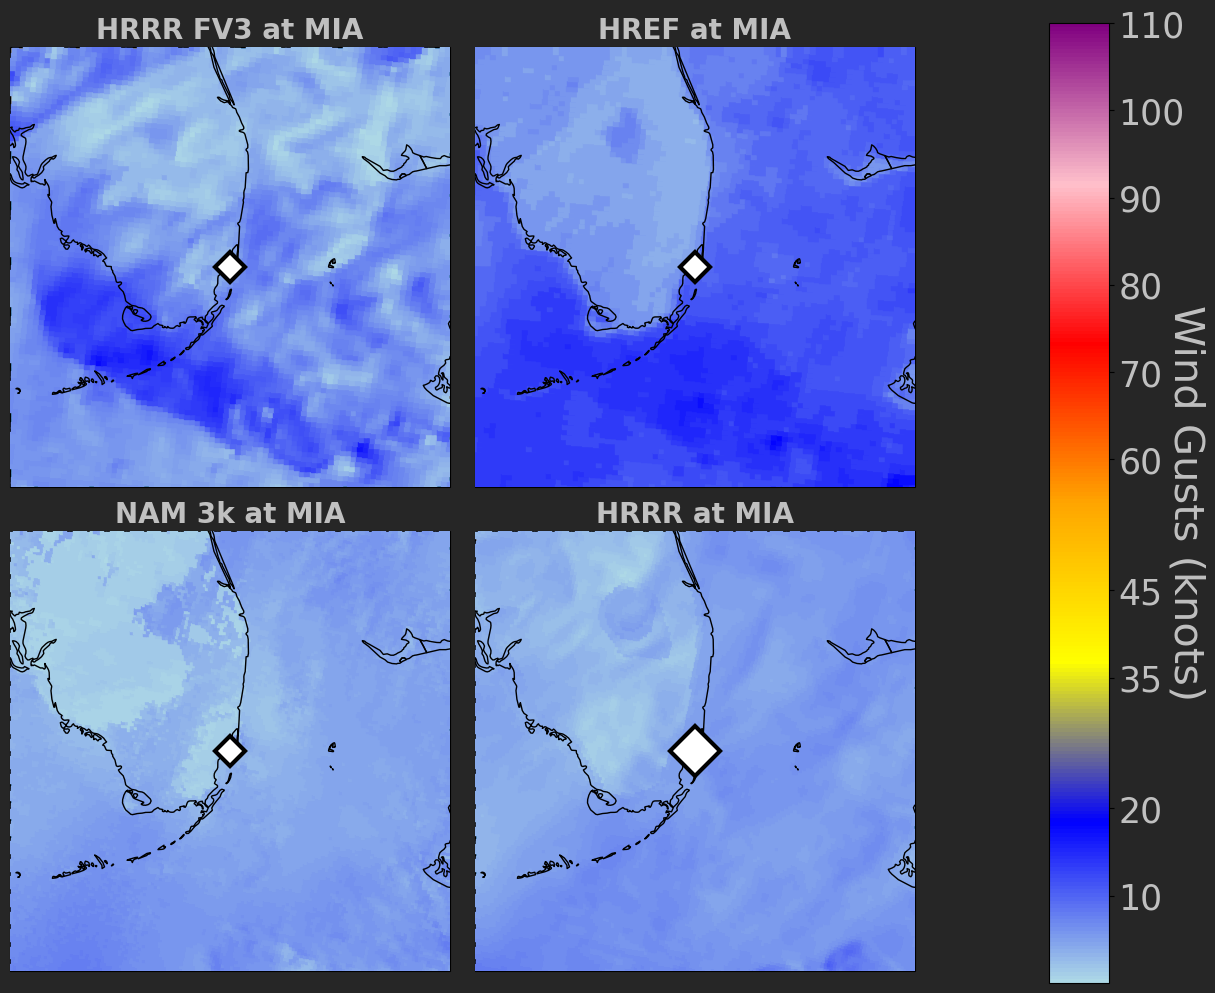 HRRR FV3 at MIA
HREF at MIA
NAM 3k at MIA
HRRR at MIA
110
100
90
80
70
60
45
35
20
10
Wind Gusts (knots)